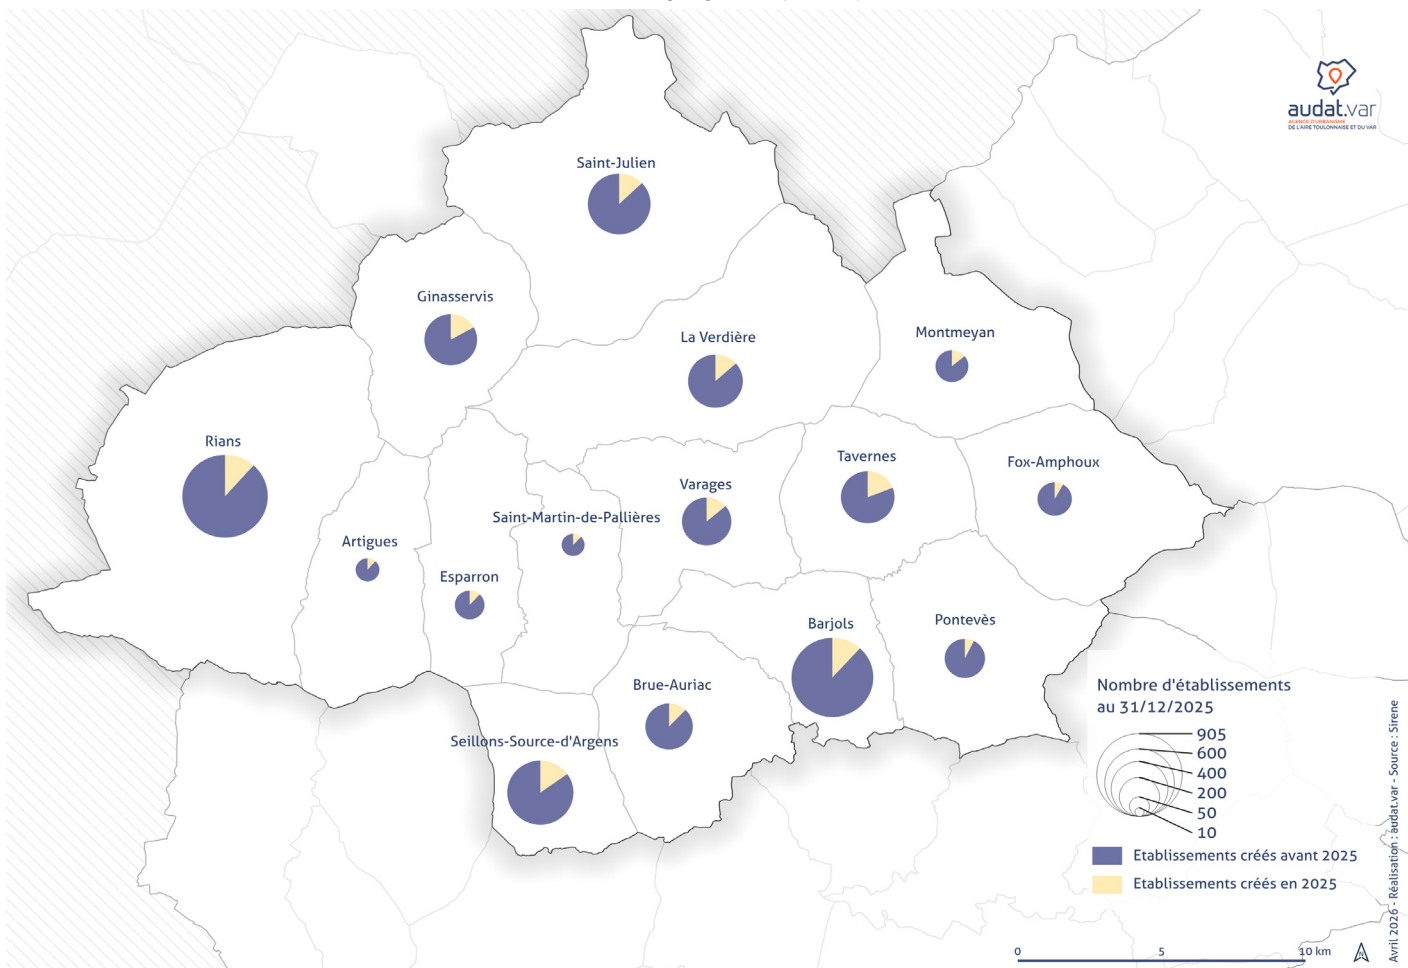 audat.var
AGENCE D'URBANISME
DE L'AIRE TOULONNAISE ET DU VAR
Saint-Julien
Ginasservis
La Verdière
Montmeyan
Rians
Tavernes
Fox-Amphoux
Varages
Saint-Martin-de-Pallières
Artigues
Esparron
Barjols
Pontevès
Brue-Auriac
Seillons-Source-d'Argens
Nombre d'établissements
au 31/12/2025
905
600
400
200
50
10
Etablissements créés avant 2025
Etablissements créés en 2025
0 5 10 km
N
Avril 2026 - Réalisation : audat.var - Source : Sirene